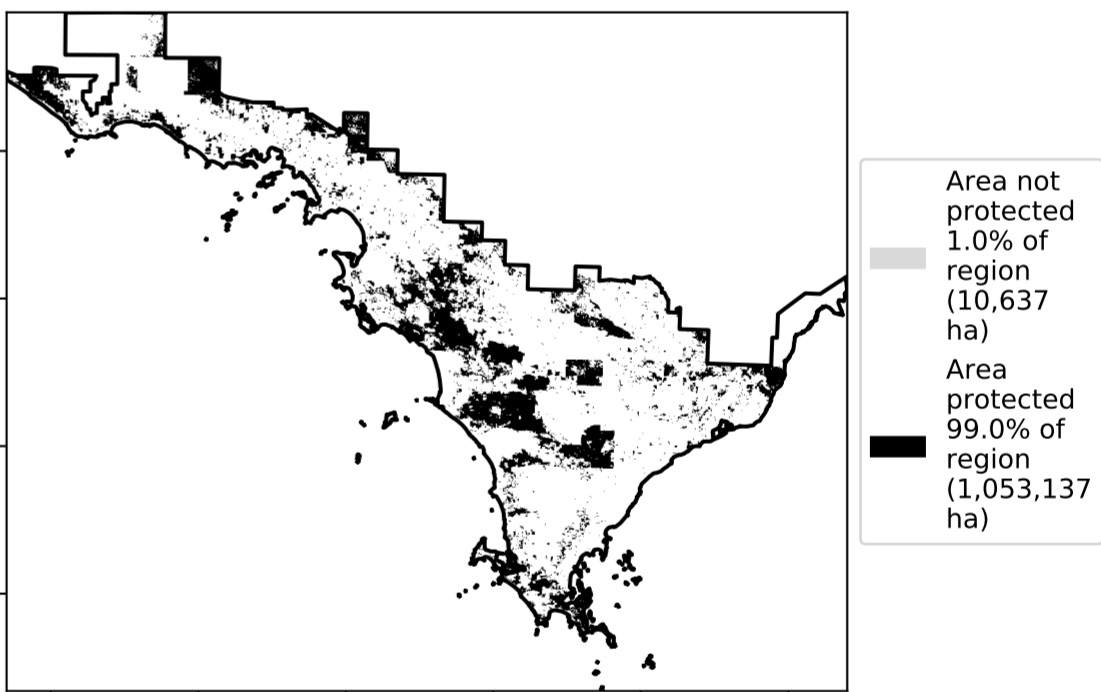 Area not
protected
1.0% of
region
(10,637
ha)
Area
protected
99.0% of
region
(1,053,137
ha)